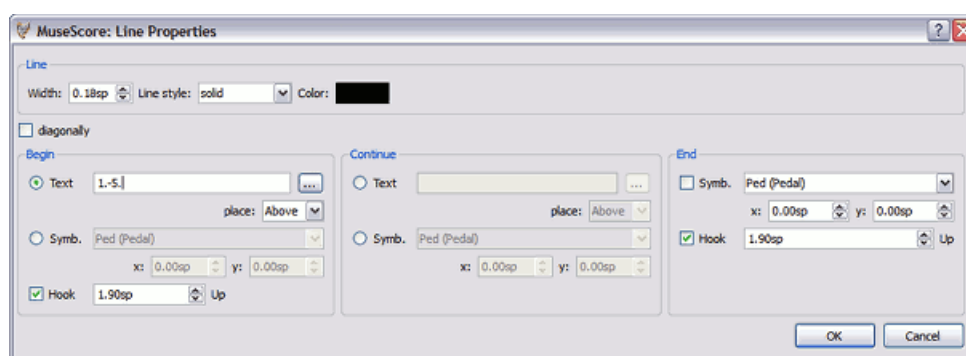 MuseScore: Line Properties
Line
Width: 0.18sp Line style: solid Color:
diagonally
Begin
Text 1.-5.
...
place: Above
Symb. Ped (Pedal)
x: 0.00sp y: 0.00sp
Hook 1.90sp Up
Continue
Text
...
place: Above
Symb. Ped (Pedal)
x: 0.00sp y: 0.00sp
End
Symb. Ped (Pedal)
x: 0.00sp y: 0.00sp
Hook 1.90sp Up
OK Cancel